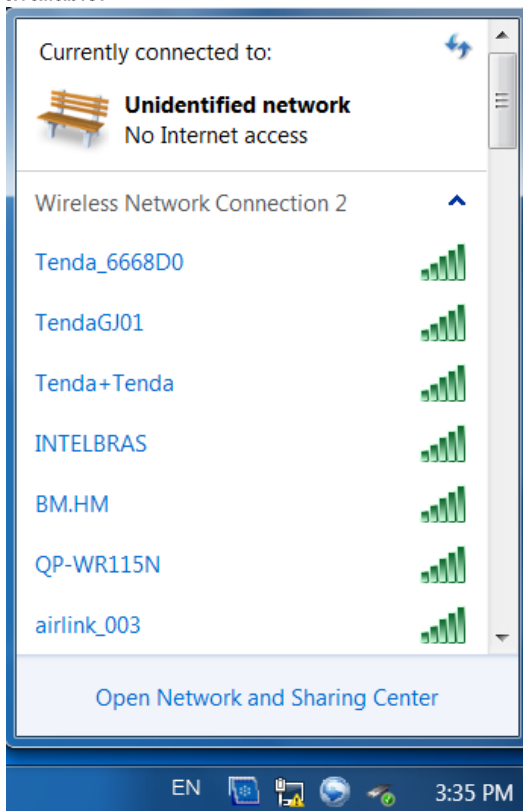 Currently connected to:
Unidentified network
No Internet access
Wireless Network Connection 2
Tenda_6668D0
TendaGJ01
Tenda+Tenda
INTELBRAS
BM.HM
QP-WR115N
airlink_003
Open Network and Sharing Center
EN
3:35 PM